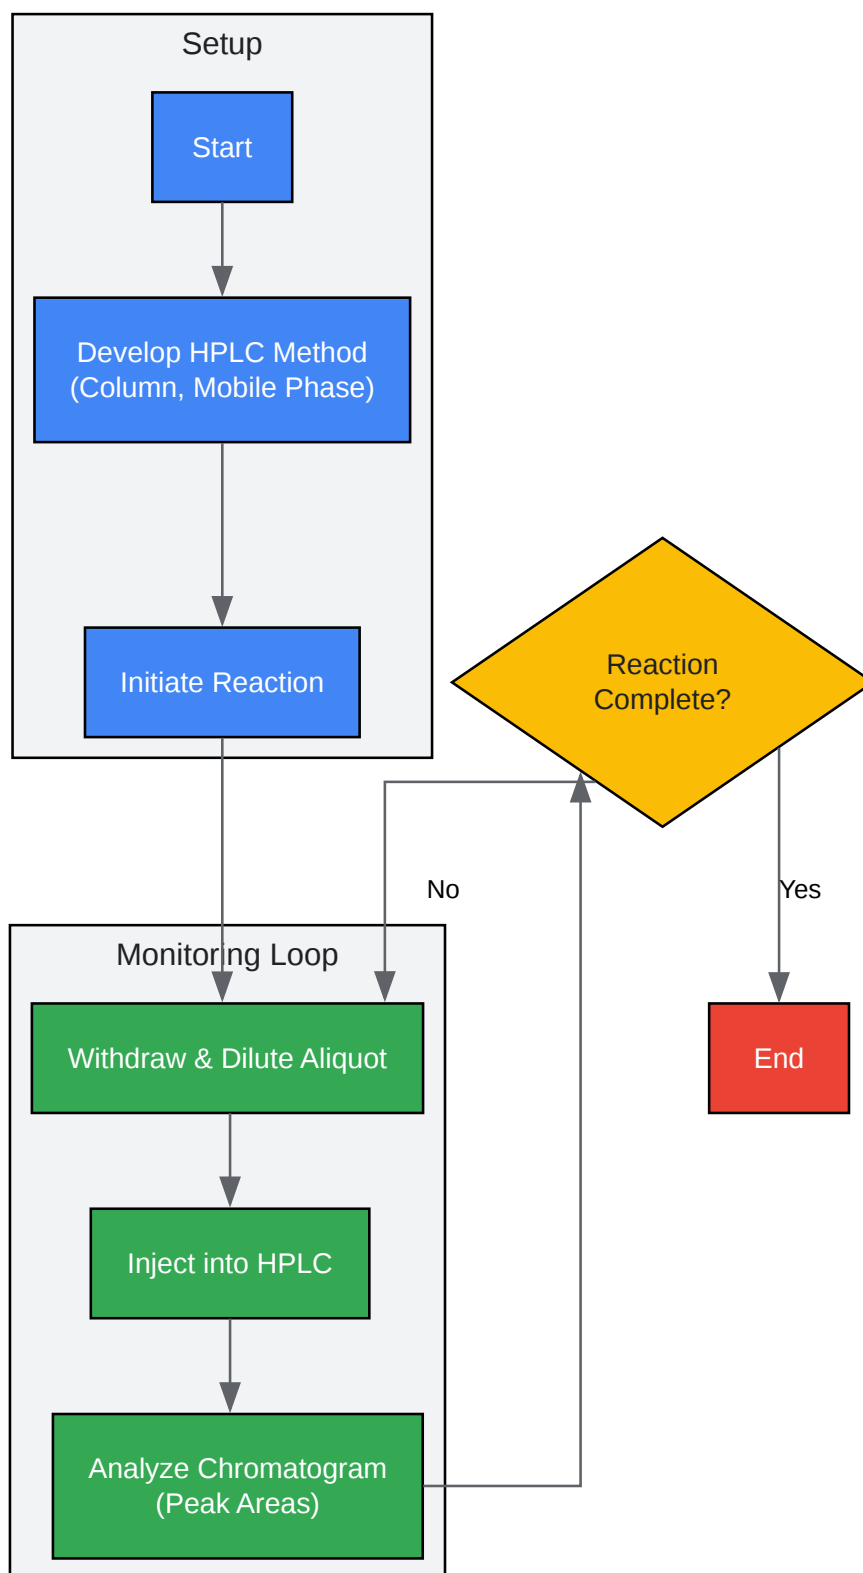 Setup
Start
Develop HPLC Method
(Column, Mobile Phase)
Initiate Reaction
Reaction
Complete?
No
Yes
Monitoring Loop
Withdraw & Dilute Aliquot
End
Inject into HPLC
Analyze Chromatogram
(Peak Areas)